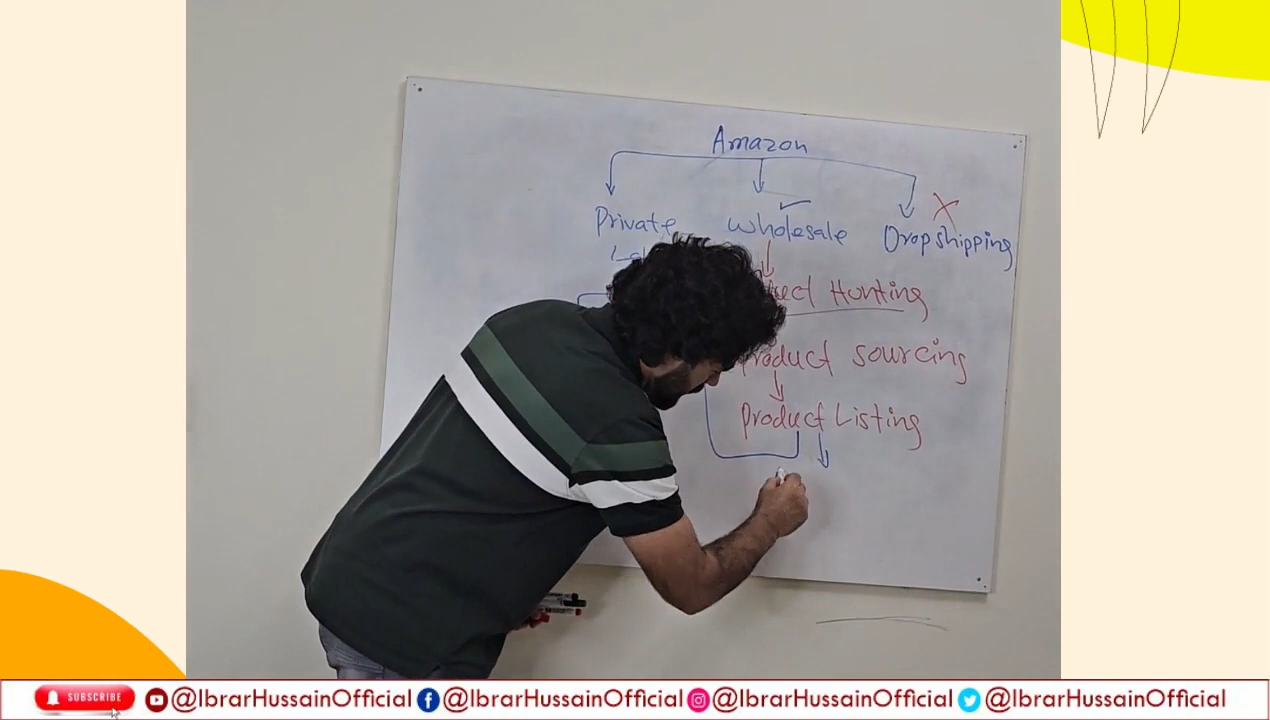 Amazon
Private Wholesale Dropshipping
Hunting
Product sourcing
Product Listing
SUBSCRIBE @IbrarHussainOfficial @IbrarHussainOfficial @IbrarHussainOfficial @IbrarHussainOfficial